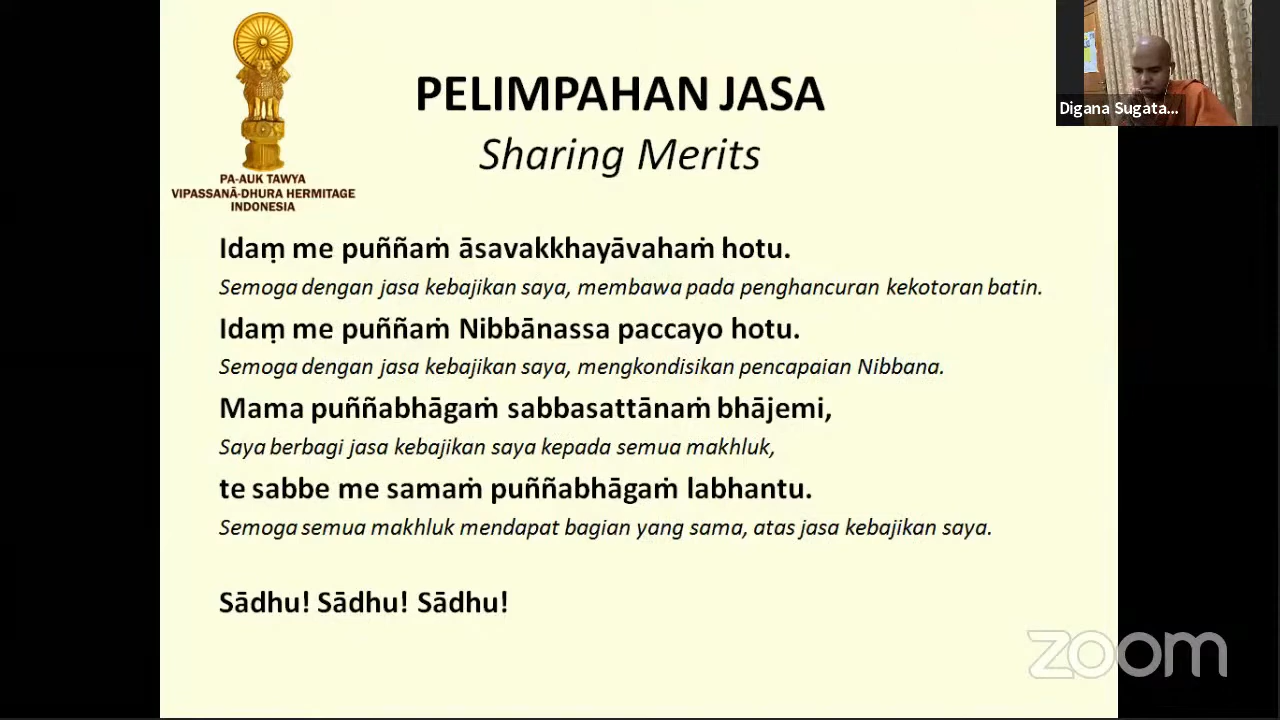 PELIMPAHAN JASA
Sharing Merits
PA-AUK TAWYA
VIPASSANĀ-DHURA HERMITAGE
INDONESIA
Digana Sugata...
Idaṃ me puññaṁ āsavakkhayāvahaṁ hotu.
Semoga dengan jasa kebajikan saya, membawa pada penghancuran kekotoran batin.
Idaṃ me puññaṁ Nibbānassa paccayo hotu.
Semoga dengan jasa kebajikan saya, mengkondisikan pencapaian Nibbana.
Mama puññabhāgaṁ sabbasattānaṁ bhājemi,
Saya berbagi jasa kebajikan saya kepada semua makhluk,
te sabbe me samaṁ puññabhāgaṁ labhantu.
Semoga semua makhluk mendapat bagian yang sama, atas jasa kebajikan saya.
Sādhu! Sādhu! Sādhu!
zoom